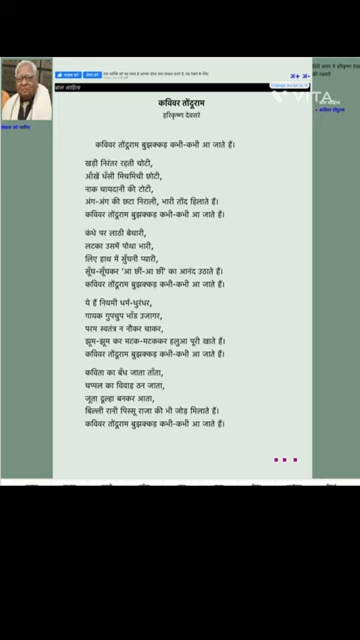 बाल साहित्य
कविवर तोंदूराम
हरिकृष्ण देवसरे
कविवर तोंदूराम बुझक्कड़ कभी-कभी आ जाते हैं।
खड़ी निरंतर रहती चोटी,
आँखें धँसी मिचमिची छोटी,
नाक चायदानी की टोटी,
अंग-अंग की छटा निराली, भारी तोंद हिलाते हैं।
कविवर तोंदूराम बुझक्कड़ कभी-कभी आ जाते हैं।
कंधे पर लाठी बेचारी,
लटका उसमें पोथा भारी,
लिए हाथ में सुँघनी प्यारी,
सूँघ-सूँघकर 'आ छीं-आ छीं' का आनंद उठाते हैं।
कविवर तोंदूराम बुझक्कड़ कभी-कभी आ जाते हैं।
ये हैं नियमी धर्म-धुरंधर,
गायक गुपचुप भाँड उजागर,
परम स्वतंत्र न नौकर चाकर,
झूम-झूम कर मटक-मटककर हलुआ पूरी खाते हैं।
कविवर तोंदूराम बुझक्कड़ कभी-कभी आ जाते हैं।
कविता का बँध जाता ताँता,
चप्पल का विवाह ठन जाता,
जूता दूल्हा बनकर आता,
बिल्ली रानी पिस्सू राजा की भी जोड़ मिलाते हैं।
कविवर तोंदूराम बुझक्कड़ कभी-कभी आ जाते हैं।
VITA